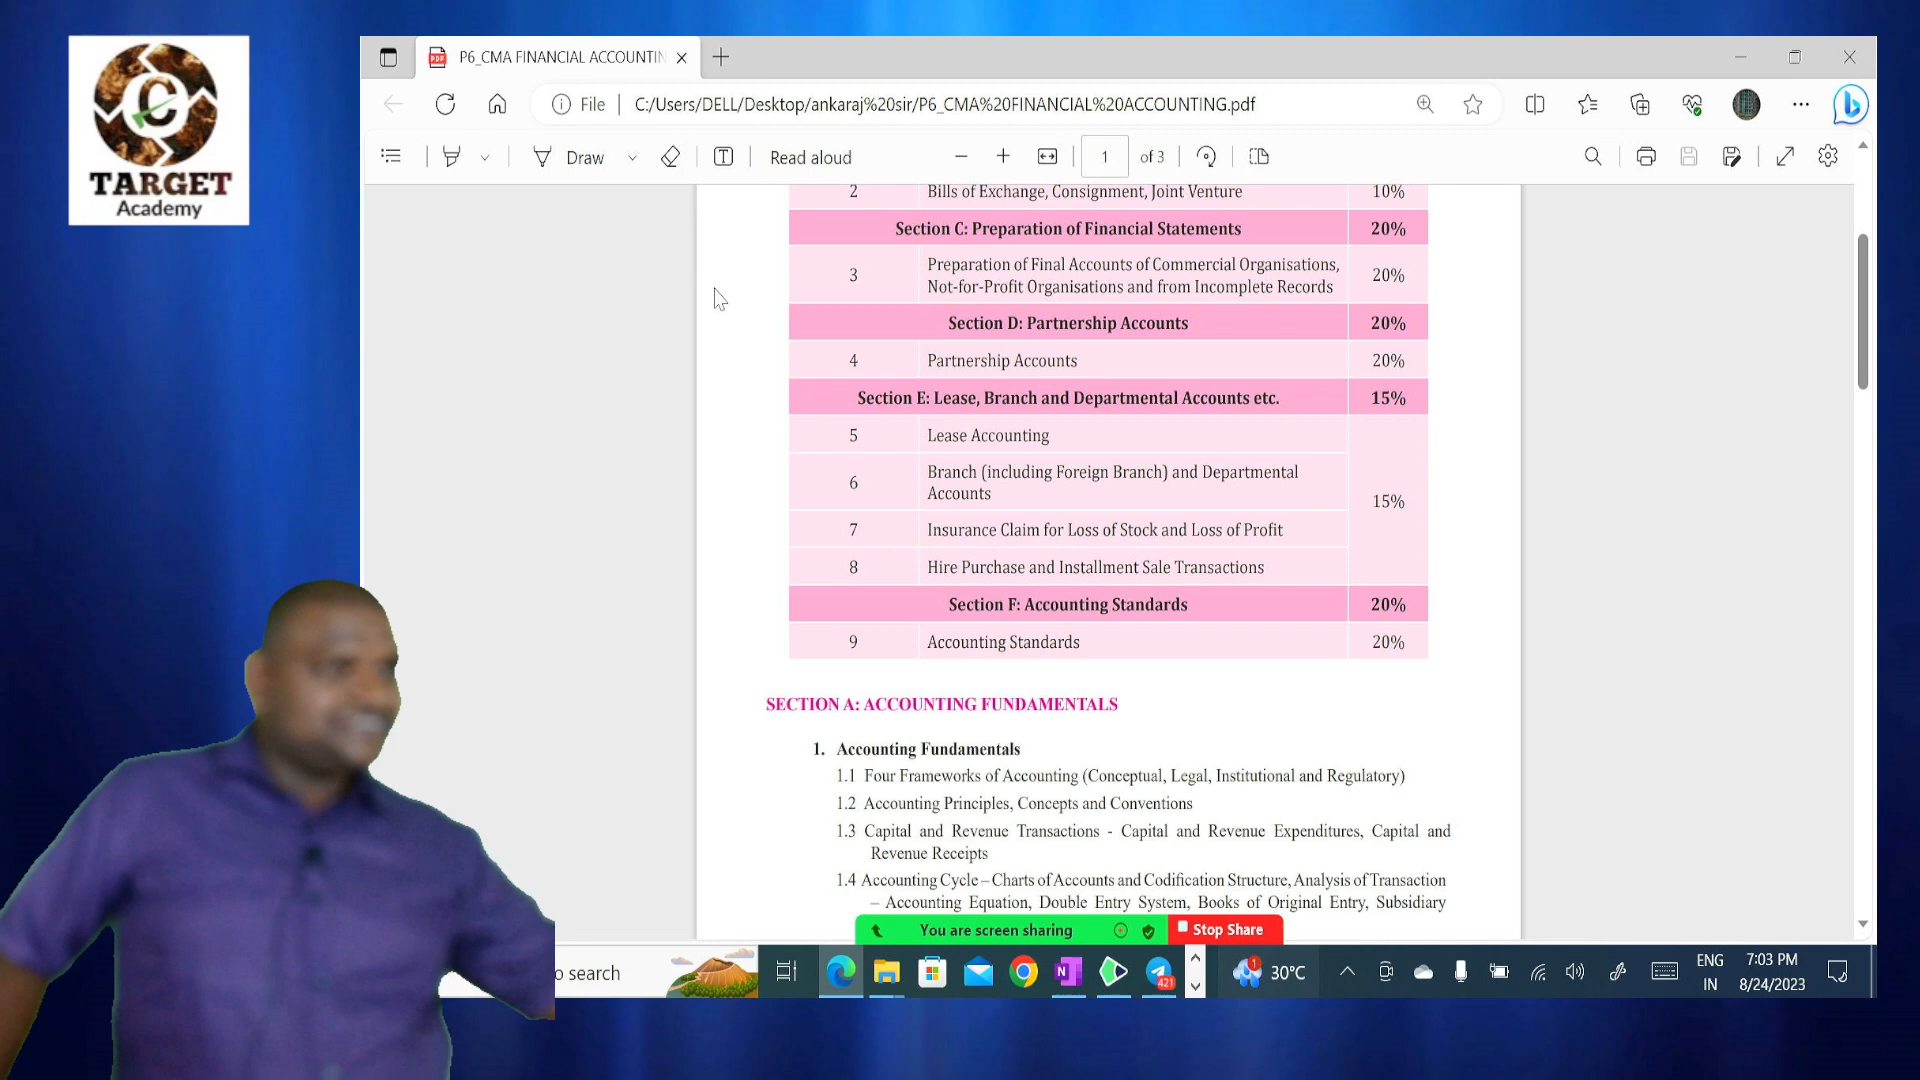 TARGET
Academy
P6_CMA FINANCIAL ACCOUNTIN
File
C:/Users/DELL/Desktop/ankaraj%20sir/P6_CMA%20FINANCIAL%20ACCOUNTING.pdf
Draw
Read aloud
1 of 3
2 Bills of Exchange, Consignment, Joint Venture 10%
Section C: Preparation of Financial Statements 20%
3 Preparation of Final Accounts of Commercial Organisations,
Not-for-Profit Organisations and from Incomplete Records 20%
Section D: Partnership Accounts 20%
4 Partnership Accounts 20%
Section E: Lease, Branch and Departmental Accounts etc. 15%
5 Lease Accounting
6 Branch (including Foreign Branch) and Departmental
Accounts
15%
7 Insurance Claim for Loss of Stock and Loss of Profit
8 Hire Purchase and Installment Sale Transactions
Section F: Accounting Standards 20%
9 Accounting Standards 20%
SECTION A: ACCOUNTING FUNDAMENTALS
1. Accounting Fundamentals
1.1 Four Frameworks of Accounting (Conceptual, Legal, Institutional and Regulatory)
1.2 Accounting Principles, Concepts and Conventions
1.3 Capital and Revenue Transactions - Capital and Revenue Expenditures, Capital and
Revenue Receipts
1.4 Accounting Cycle – Charts of Accounts and Codification Structure, Analysis of Transaction
– Accounting Equation, Double Entry System, Books of Original Entry, Subsidiary
You are screen sharing
Stop Share
o search
421
1
30°C
ENG
IN
7:03 PM
8/24/2023